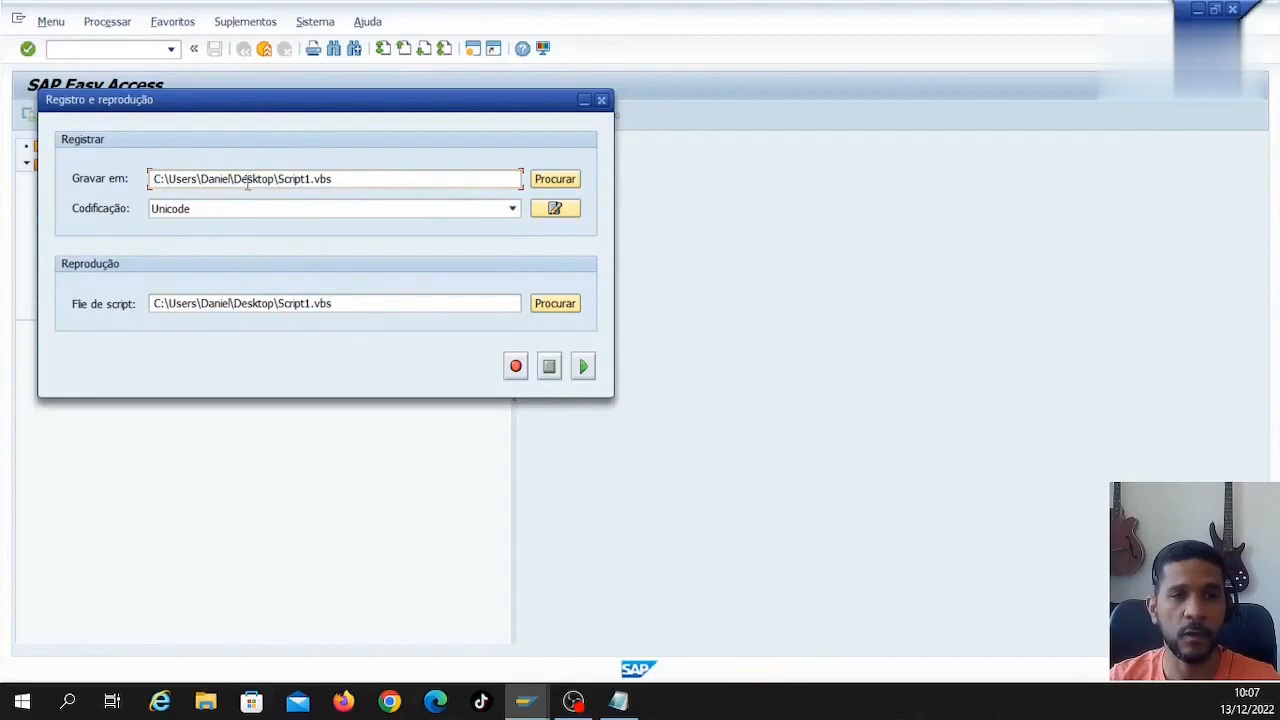 Menu Processar Favoritos Suplementos Sistema Ajuda
SAP Easy Access
Registro e reprodução
Registrar
Gravar em: C:\Users\Daniel\Desktop\Script1.vbs Procurar
Codificação: Unicode
Reprodução
File de script: C:\Users\Daniel\Desktop\Script1.vbs Procurar
SAP
10:07
13/12/2022